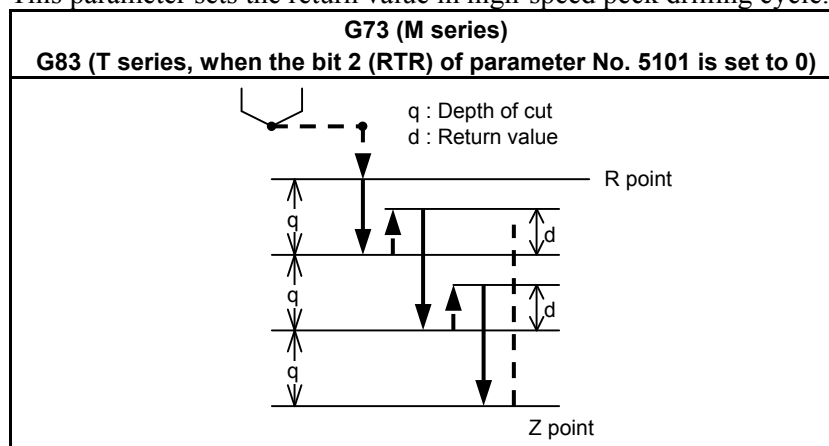 This parameter sets the return value in high-speed peck drilling cycle.
G73 (M series)
G83 (T series, when the bit 2 (RTR) of parameter No. 5101 is set to 0)
q : Depth of cut
d : Return value
R point
q
d
q
d
q
Z point